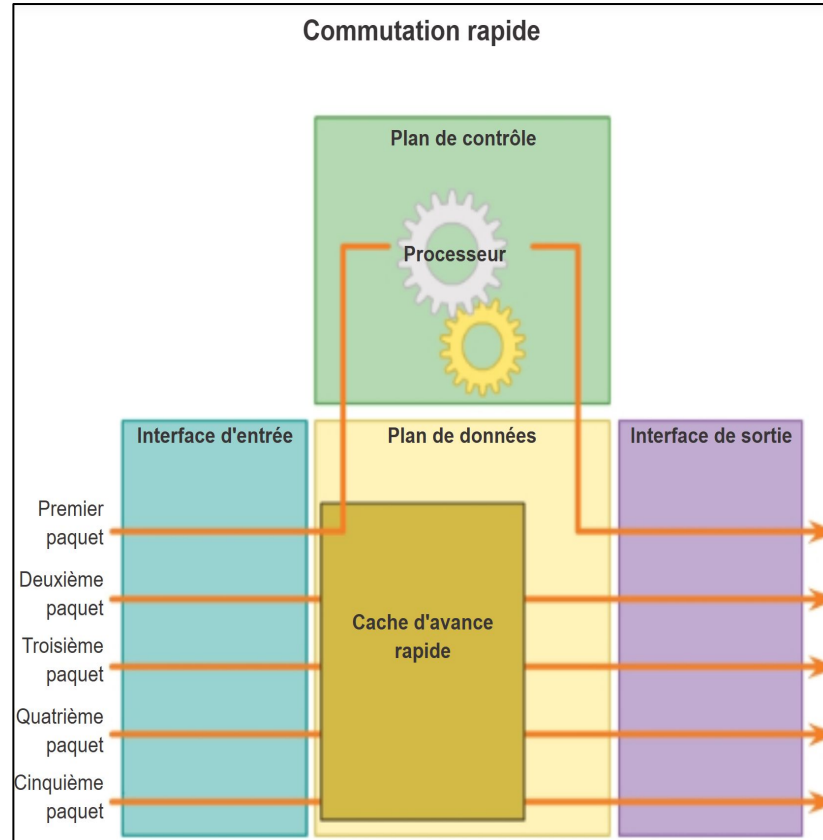 Commutation rapide
Plan de contrôle
Processeur
Interface d'entrée
Plan de données
Interface de sortie
Premier
paquet
Deuxième
paquet
Troisième
paquet
Quatrième
paquet
Cinquième
paquet
Cache d'avance
rapide